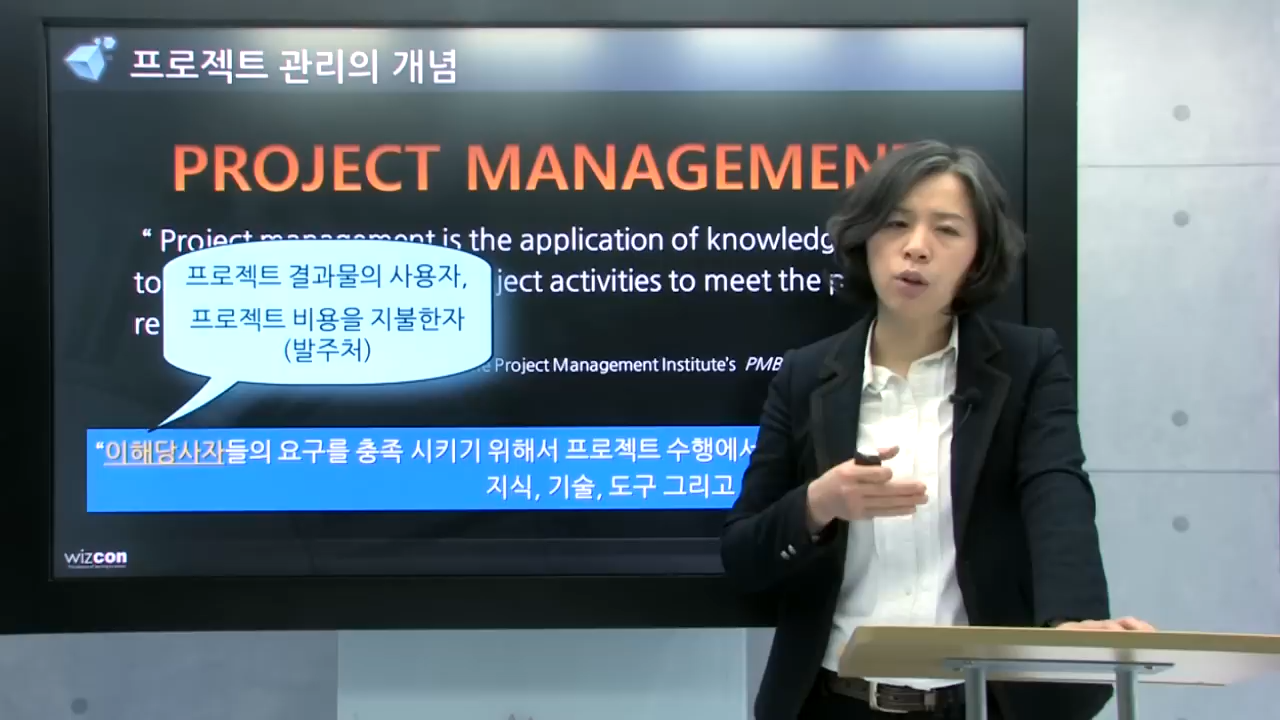 프로젝트 관리의 개념
PROJECT MANAGEMEN
“ Project management is the application of knowledg
to
ject activities to meet the p
re
프로젝트 결과물의 사용자,
프로젝트 비용을 지불한자
(발주처)
e Project Management Institute's PMB
“이해당사자들의 요구를 충족 시키기 위해서 프로젝트 수행에서
지식, 기술, 도구 그리고
wizcon